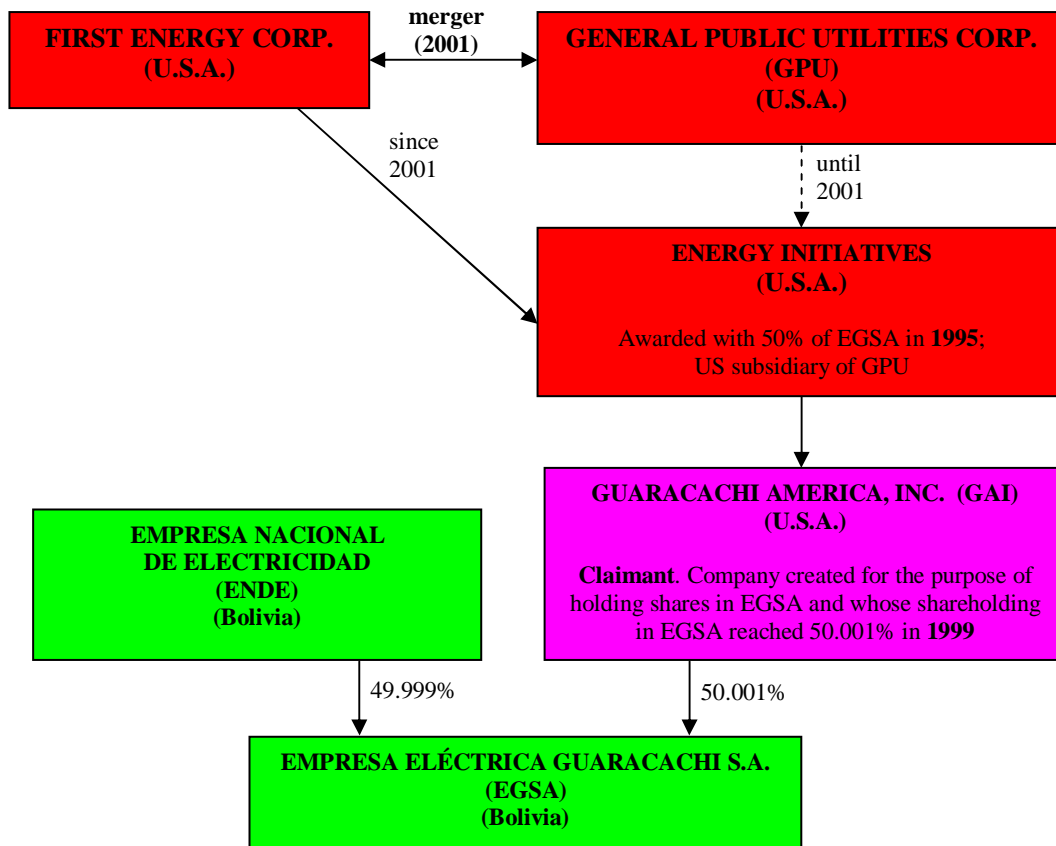 FIRST ENERGY CORP.
(U.S.A.)
merger
(2001)
GENERAL PUBLIC UTILITIES CORP.
(GPU)
(U.S.A.)
since
2001
until
2001
ENERGY INITIATIVES
(U.S.A.)
Awarded with 50% of EGSA in 1995;
US subsidiary of GPU
EMPRESA NACIONAL
DE ELECTRICIDAD
(ENDE)
(Bolivia)
GUARACACHI AMERICA, INC. (GAI)
(U.S.A.)
Claimant. Company created for the purpose of
holding shares in EGSA and whose shareholding
in EGSA reached 50.001% in 1999
49.999%
50.001%
EMPRESA ELÉCTRICA GUARACACHI S.A.
(EGSA)
(Bolivia)